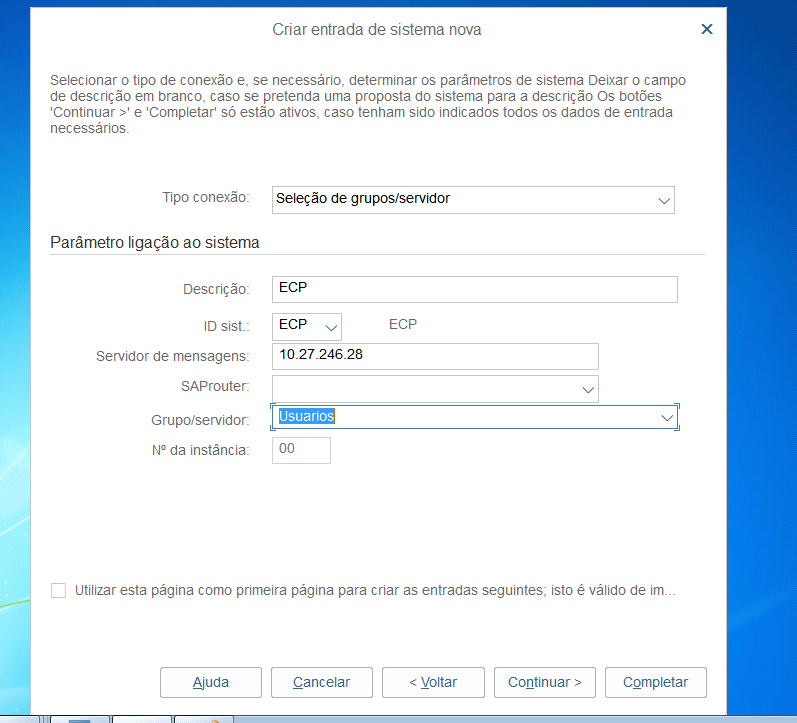 Criar entrada de sistema nova
Selecionar o tipo de conexão e, se necessário, determinar os parâmetros de sistema Deixar o campo
de descrição em branco, caso se pretenda uma proposta do sistema para a descrição Os botões
'Continuar >' e 'Completar' só estão ativos, caso tenham sido indicados todos os dados de entrada
necessários.
Tipo conexão: Seleção de grupos/servidor
Parâmetro ligação ao sistema
Descrição: ECP
ID sist.: ECP ECP
Servidor de mensagens: 10.27.246.28
SAProuter:
Grupo/servidor: Usuarios
Nº da instância: 00
Utilizar esta página como primeira página para criar as entradas seguintes; isto é válido de im...
Ajuda Cancelar < Voltar Continuar > Completar